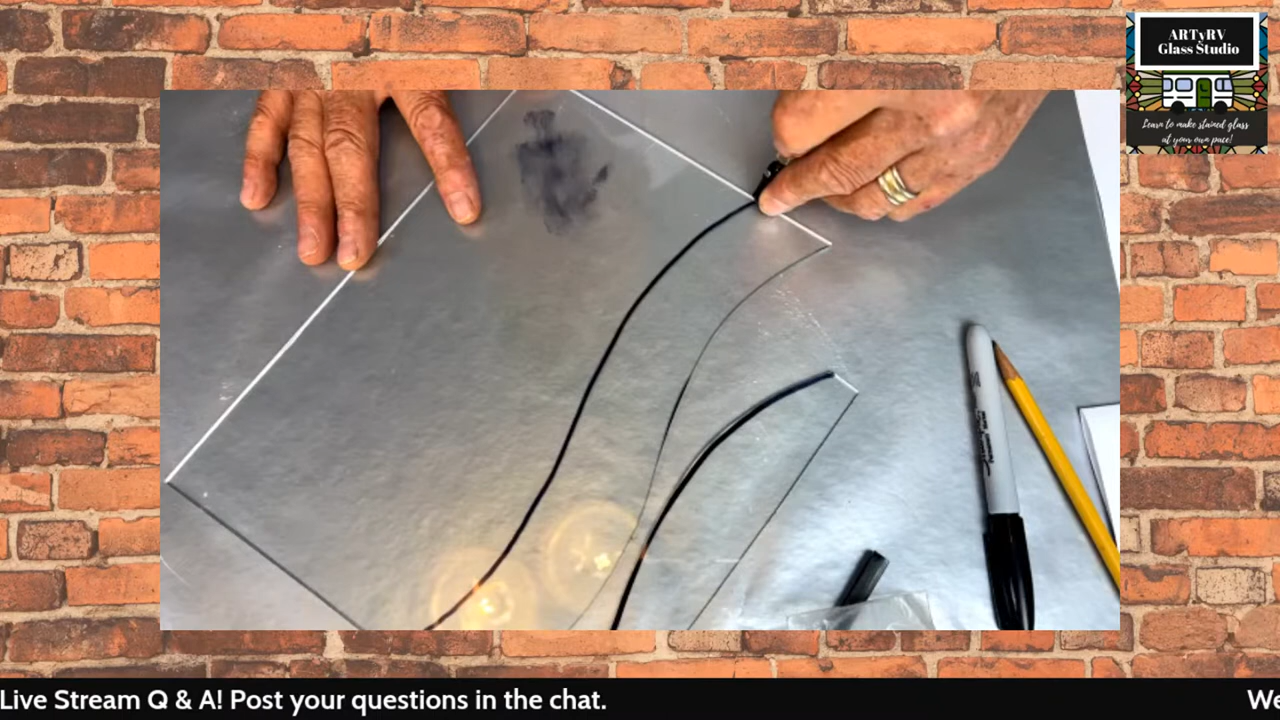 ARTyRV
Glass Studio
Learn to make stained glass
at your own pace!
Live Stream Q & A! Post your questions in the chat.
We